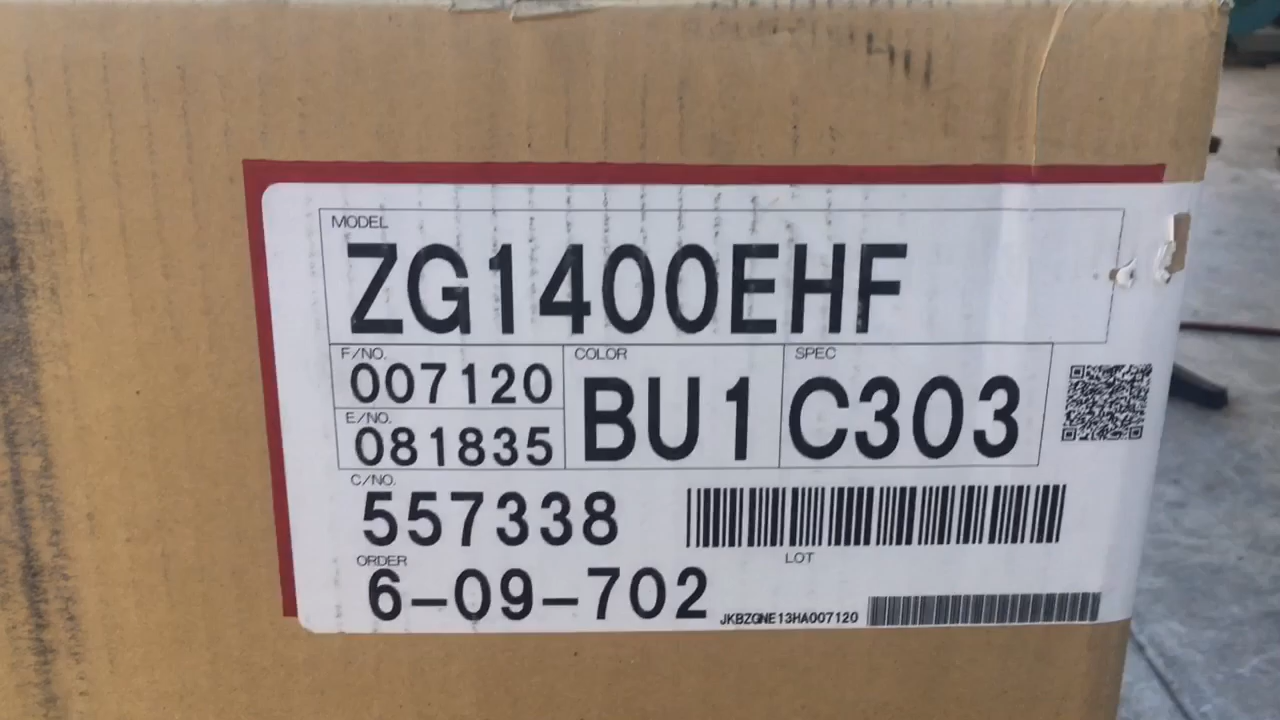 MODEL
ZG1400EHF
F/NO.
007120
E/NO.
081835
COLOR
BU1
SPEC
C303
C/NO.
557338
ORDER
6-09-702
LOT
JKBZGNE13HA007120